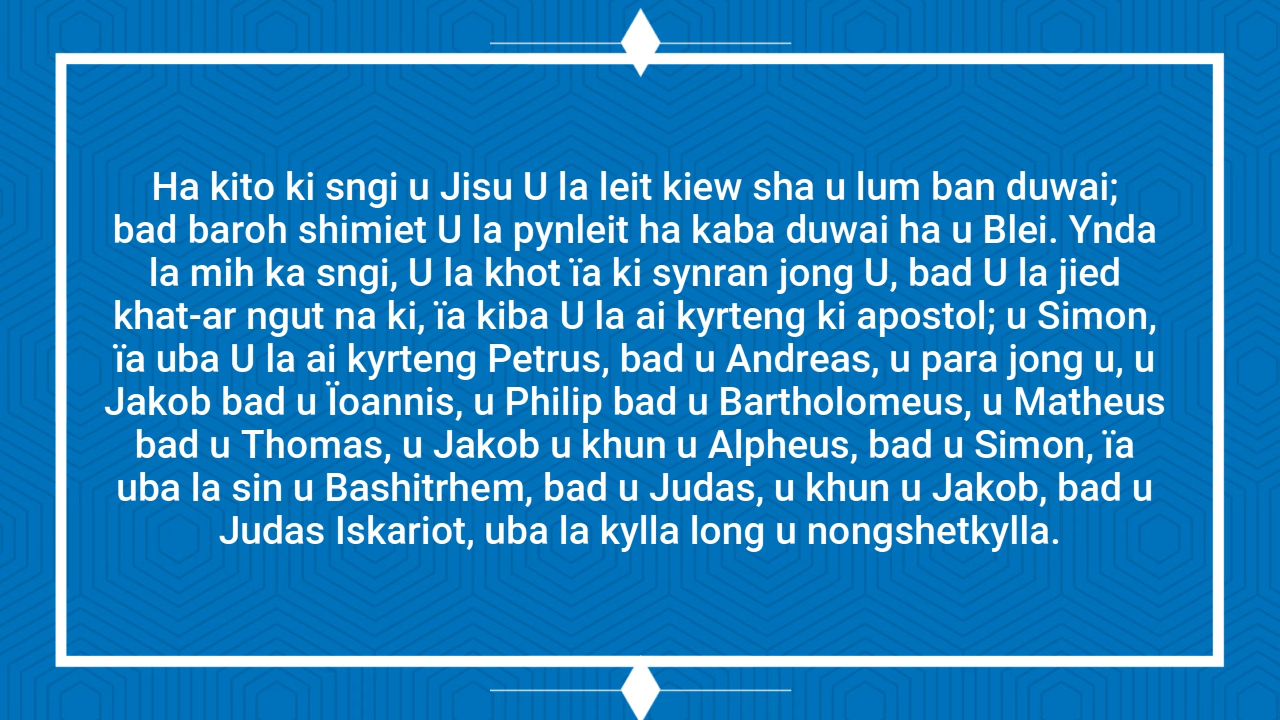 Ha kito ki sngi u Jisu U la leit kiew sha u lum ban duwai;
bad baroh shimiet U la pynleit ha kaba duwai ha u Blei. Ynda
la mih ka sngi, U la khot ïa ki synran jong U, bad U la jied
khat-ar ngut na ki, ïa kiba U la ai kyrteng ki apostol; u Simon,
ïa uba U la ai kyrteng Petrus, bad u Andreas, u para jong u, u
Jakob bad u Ïoannis, u Philip bad u Bartholomeus, u Matheus
bad u Thomas, u Jakob u khun u Alpheus, bad u Simon, ïa
uba la sin u Bashitrhem, bad u Judas, u khun u Jakob, bad u
Judas Iskariot, uba la kylla long u nongshetkylla.